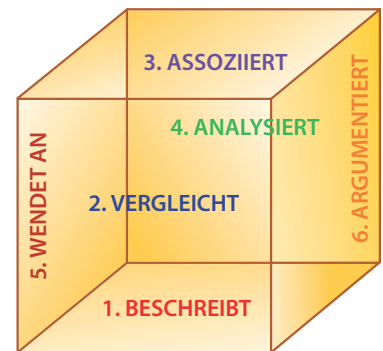 3. ASSOZIIERT
4. ANALYSIERT
5. WENDET AN
6. ARGUMENTIERT
2. VERGLEICHT
1. BESCHREIBT